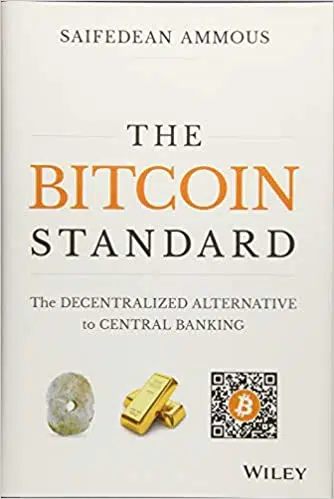 SAIFEDEAN AMMOUS
THE
BITCOIN
STANDARD
The DECENTRALIZED ALTERNATIVE
to CENTRAL BANKING
WILEY